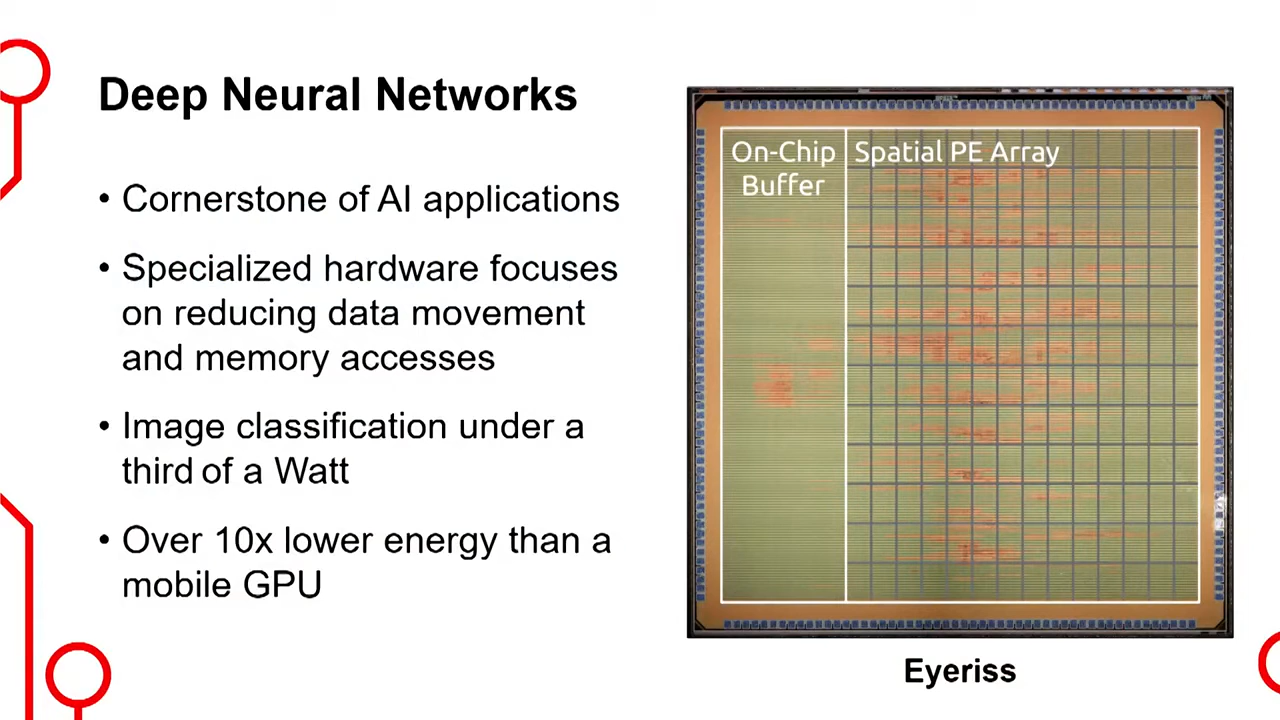 Deep Neural Networks
• Cornerstone of AI applications
• Specialized hardware focuses
on reducing data movement
and memory accesses
• Image classification under a
third of a Watt
• Over 10x lower energy than a
mobile GPU
On-Chip
Buffer
Spatial PE Array
Eyeriss